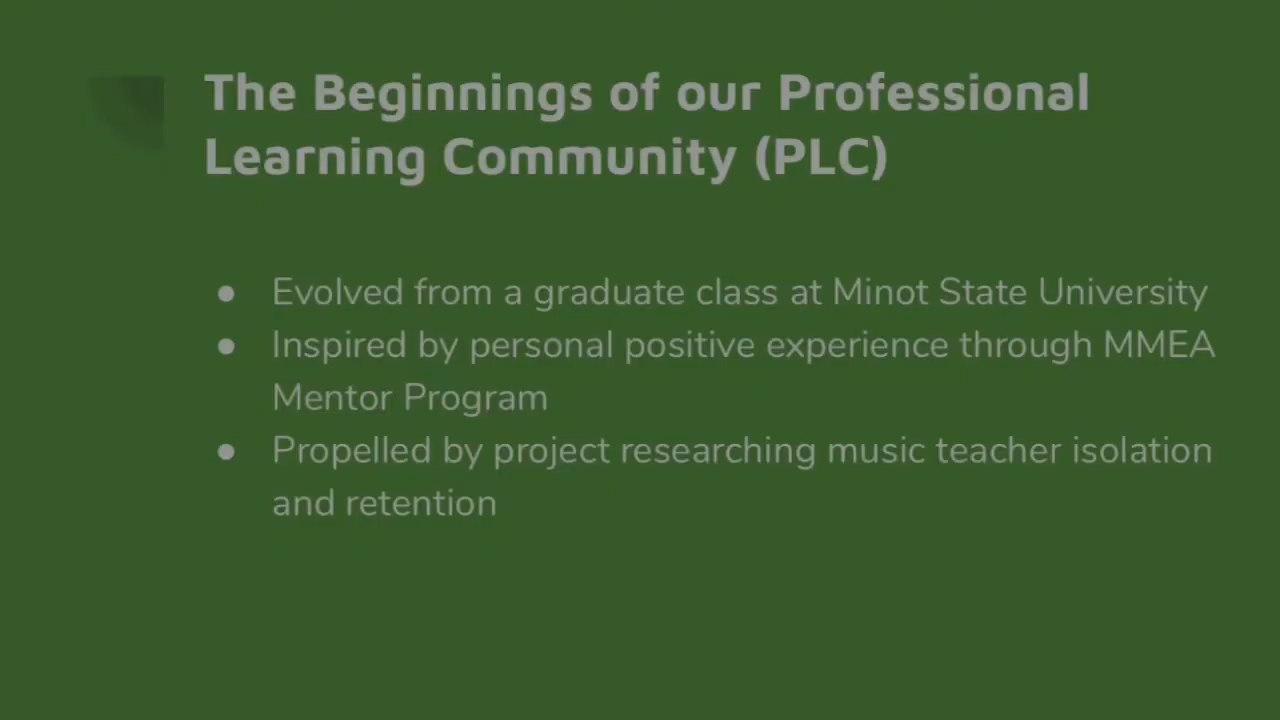 The Beginnings of our Professional
Learning Community (PLC)
● Evolved from a graduate class at Minot State University
● Inspired by personal positive experience through MMEA
Mentor Program
● Propelled by project researching music teacher isolation
and retention